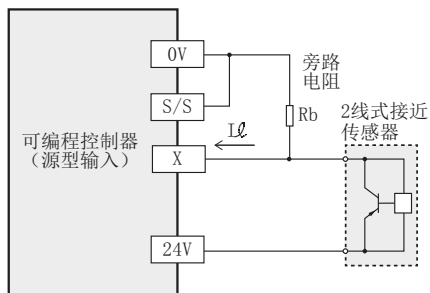 0V
旁路
电阻
S/S
Rb
2线式接近
传感器
可编程控制器
（源型输入）
Iℓ
X
24V